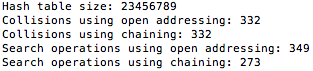 Hash table size: 23456789
Collisions using open addressing: 332
Collisions using chaining: 332
Search operations using open addressing: 349
Search operations using chaining: 273